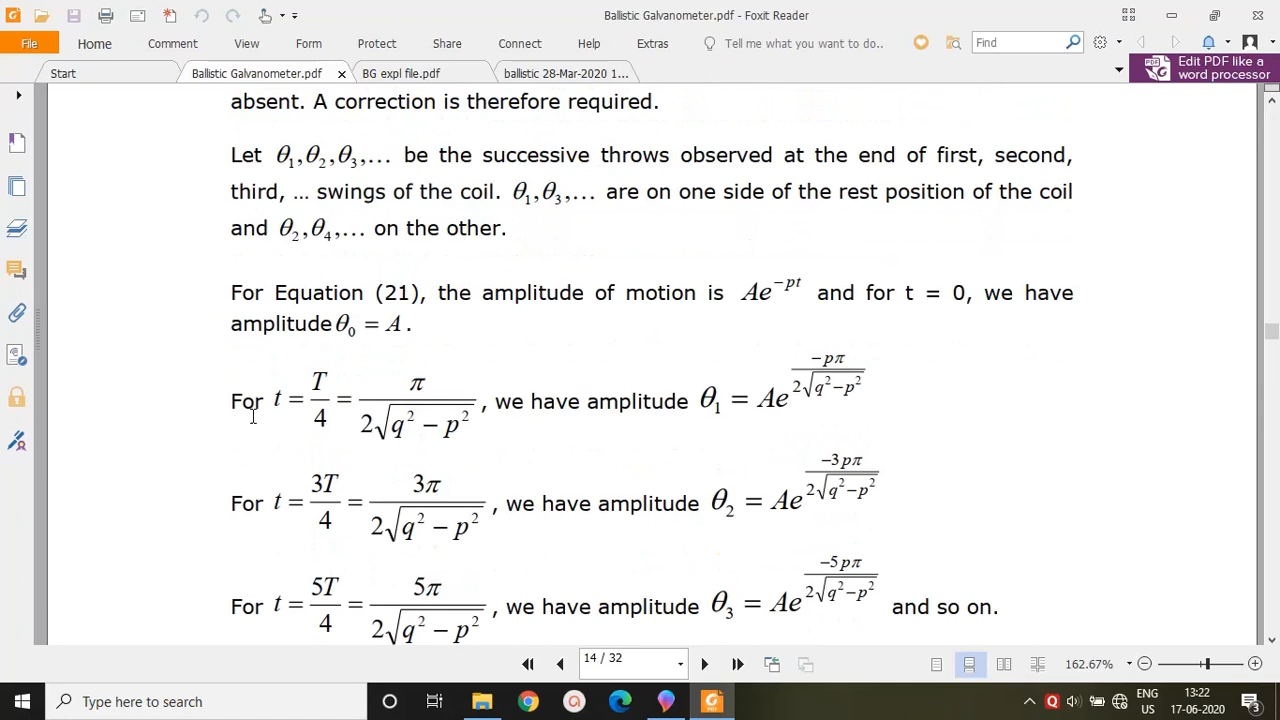 Ballistic Galvanometer.pdf - Foxit Reader
File Home Comment View Form Protect Share Connect Help Extras Tell me what you want to do.. Find
Start Ballistic Galvanometer.pdf BG expl file.pdf ballistic 28-Mar-2020 1... Edit PDF like a
word processor
absent. A correction is therefore required.
Let θ₁,θ₂,θ₃,… be the successive throws observed at the end of first, second,
third, … swings of the coil. θ₁,θ₃,… are on one side of the rest position of the coil
and θ₂,θ₄,… on the other.
For Equation (21), the amplitude of motion is Ae^{-pt} and for t = 0, we have
amplitude θ₀ = A.
For t = T/4 = π/(2√(q² − p²)), we have amplitude θ₁ = Ae^{−pπ/(2√(q²−p²))}
For t = 3T/4 = 3π/(2√(q² − p²)), we have amplitude θ₂ = Ae^{−3pπ/(2√(q²−p²))}
For t = 5T/4 = 5π/(2√(q² − p²)), we have amplitude θ₃ = Ae^{−5pπ/(2√(q²−p²))} and so on.
14 / 32 162.67%
Type here to search ENG 13:22
US 17-06-2020 3